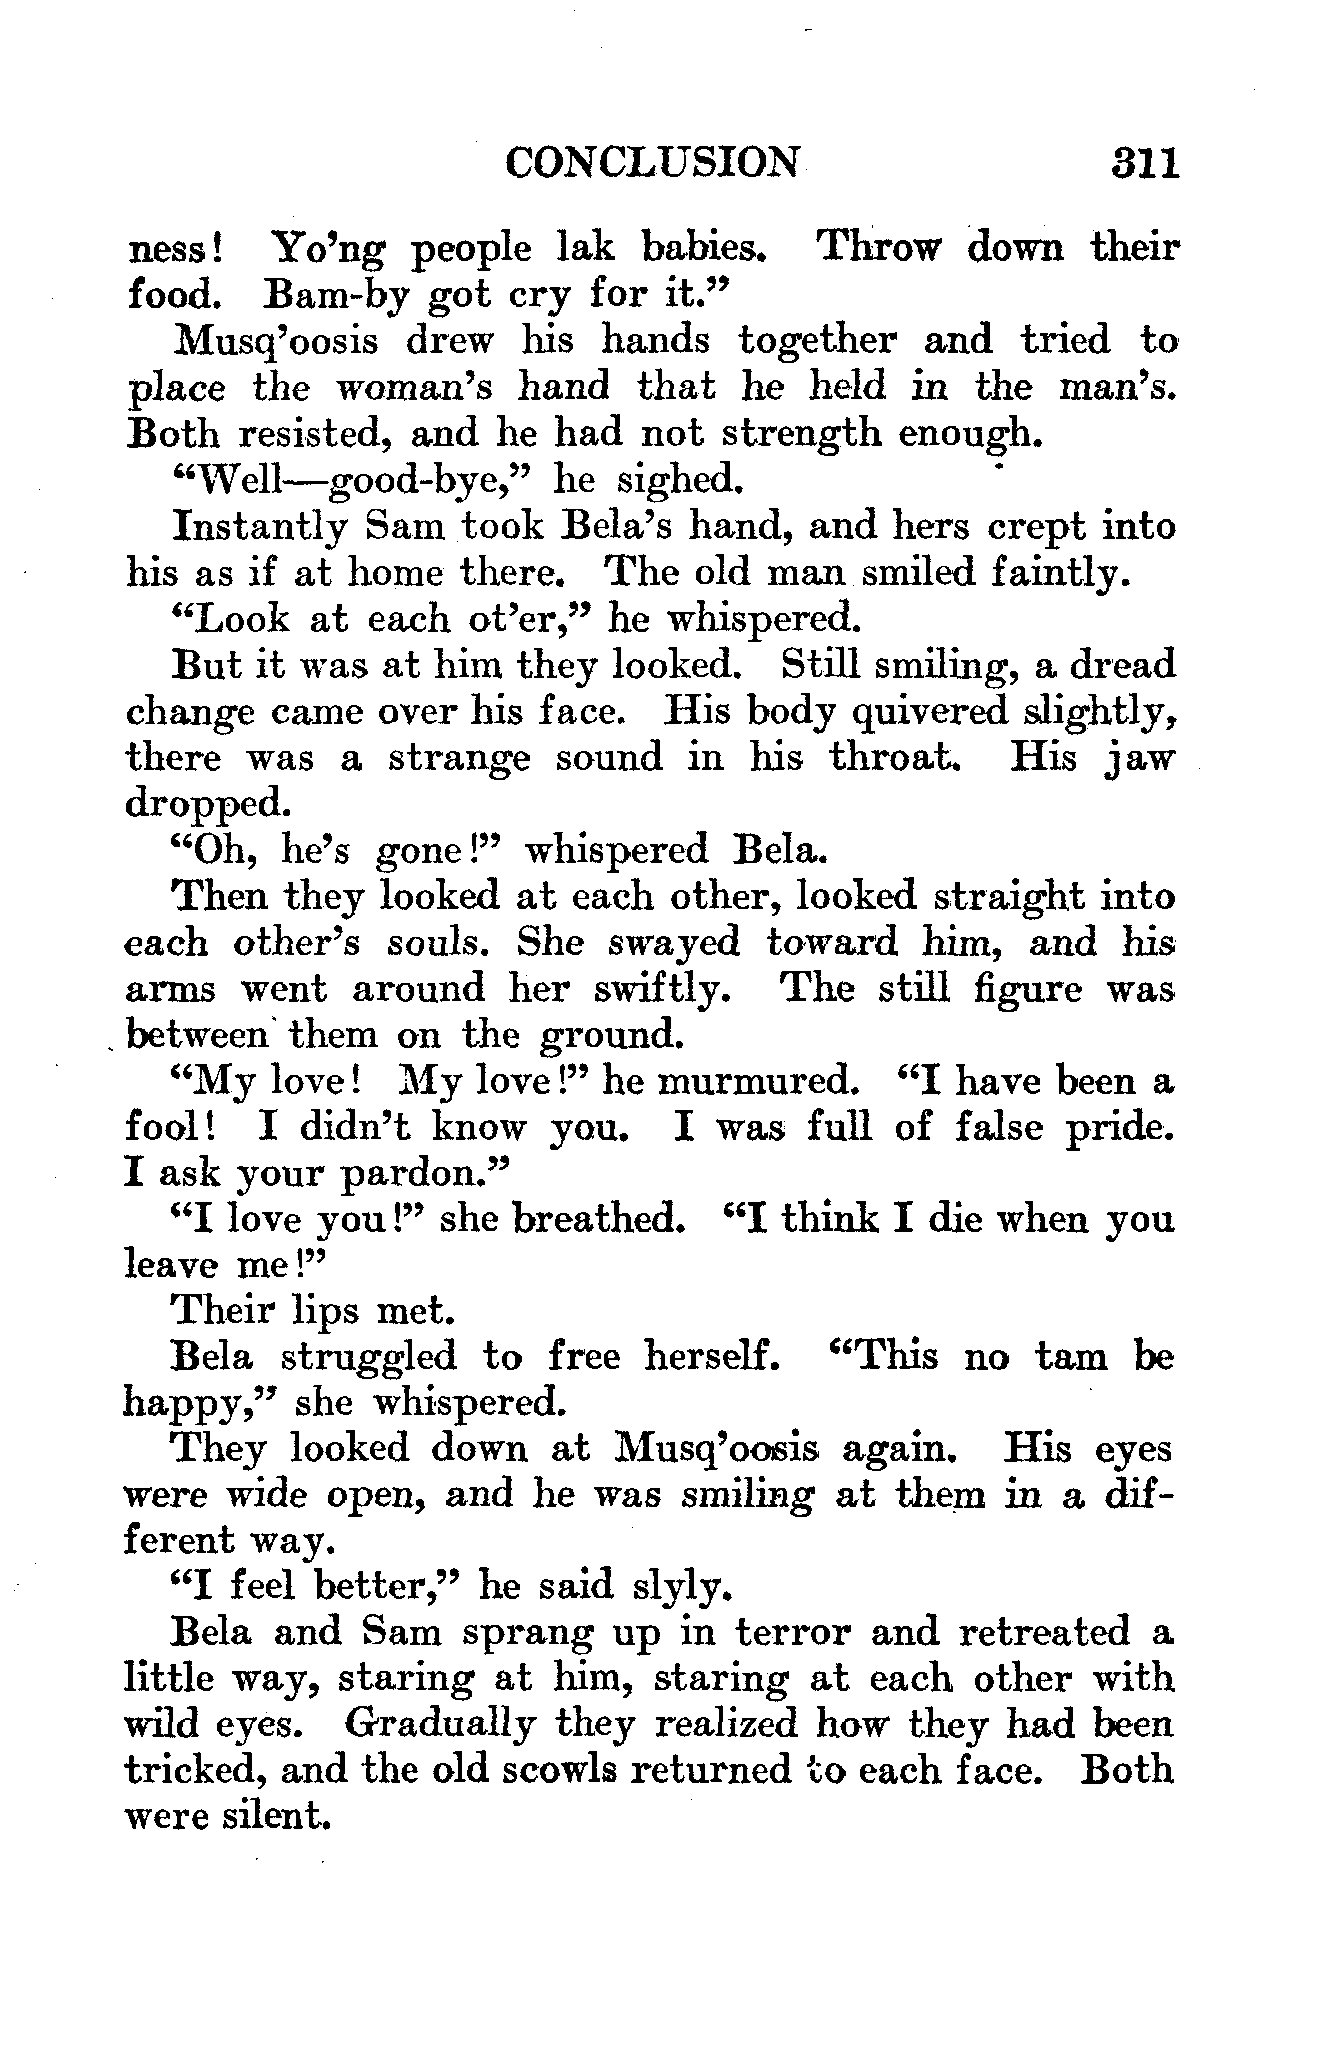 CONCLUSION 311
ness! Yo'ng people lak babies. Throw down their
food. Bam-by got cry for it."
Musq'oosis drew his hands together and tried to
place the woman's hand that he held in the man's.
Both resisted, and he had not strength enough.
"Well—good-bye," he sighed.
Instantly Sam took Bela's hand, and hers crept into
his as if at home there. The old man smiled faintly.
"Look at each ot'er," he whispered.
But it was at him they looked. Still smiling, a dread
change came over his face. His body quivered slightly,
there was a strange sound in his throat. His jaw
dropped.
"Oh, he's gone!" whispered Bela.
Then they looked at each other, looked straight into
each other's souls. She swayed toward him, and his
arms went around her swiftly. The still figure was
between them on the ground.
"My love! My love!" he murmured. "I have been a
fool! I didn't know you. I was full of false pride.
I ask your pardon."
"I love you!" she breathed. "I think I die when you
leave me!"
Their lips met.
Bela struggled to free herself. "This no tam be
happy," she whispered.
They looked down at Musq'oosis again. His eyes
were wide open, and he was smiling at them in a dif-
ferent way.
"I feel better," he said slyly.
Bela and Sam sprang up in terror and retreated a
little way, staring at him, staring at each other with
wild eyes. Gradually they realized how they had been
tricked, and the old scowls returned to each face. Both
were silent.